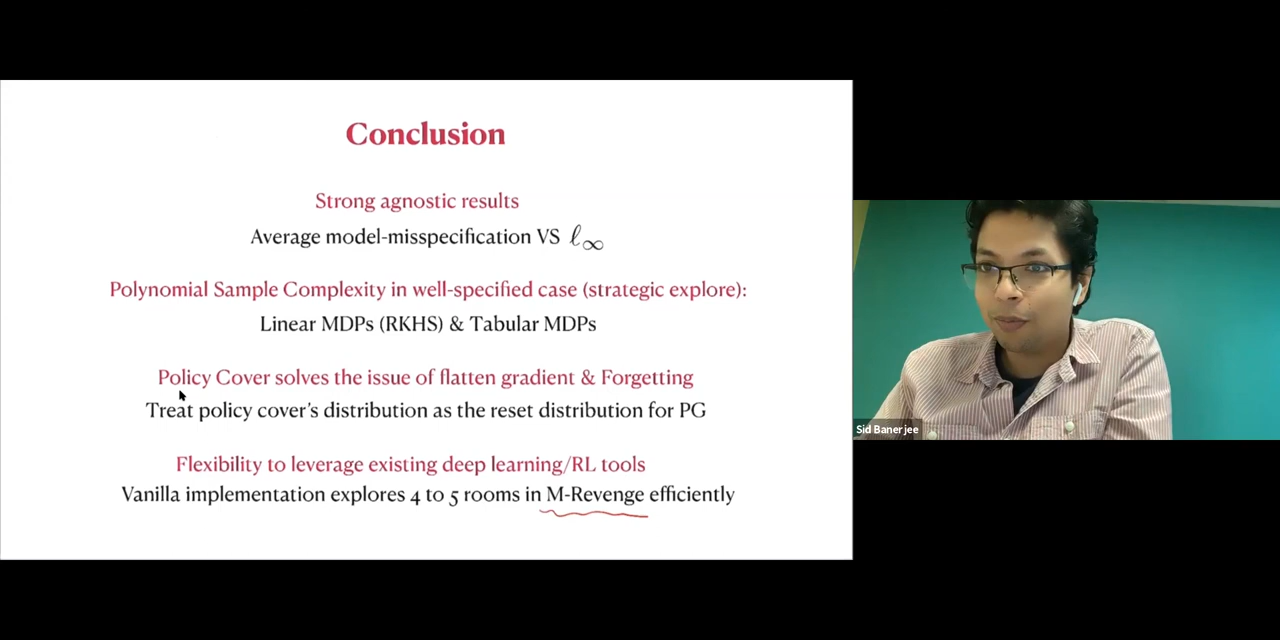 Conclusion
Strong agnostic results
Average model-misspecification VS ℓ∞
Polynomial Sample Complexity in well-specified case (strategic explore):
Linear MDPs (RKHS) & Tabular MDPs
Policy Cover solves the issue of flatten gradient & Forgetting
Treat policy cover's distribution as the reset distribution for PG
Flexibility to leverage existing deep learning/RL tools
Vanilla implementation explores 4 to 5 rooms in M-Revenge efficiently
Sid Banerjee